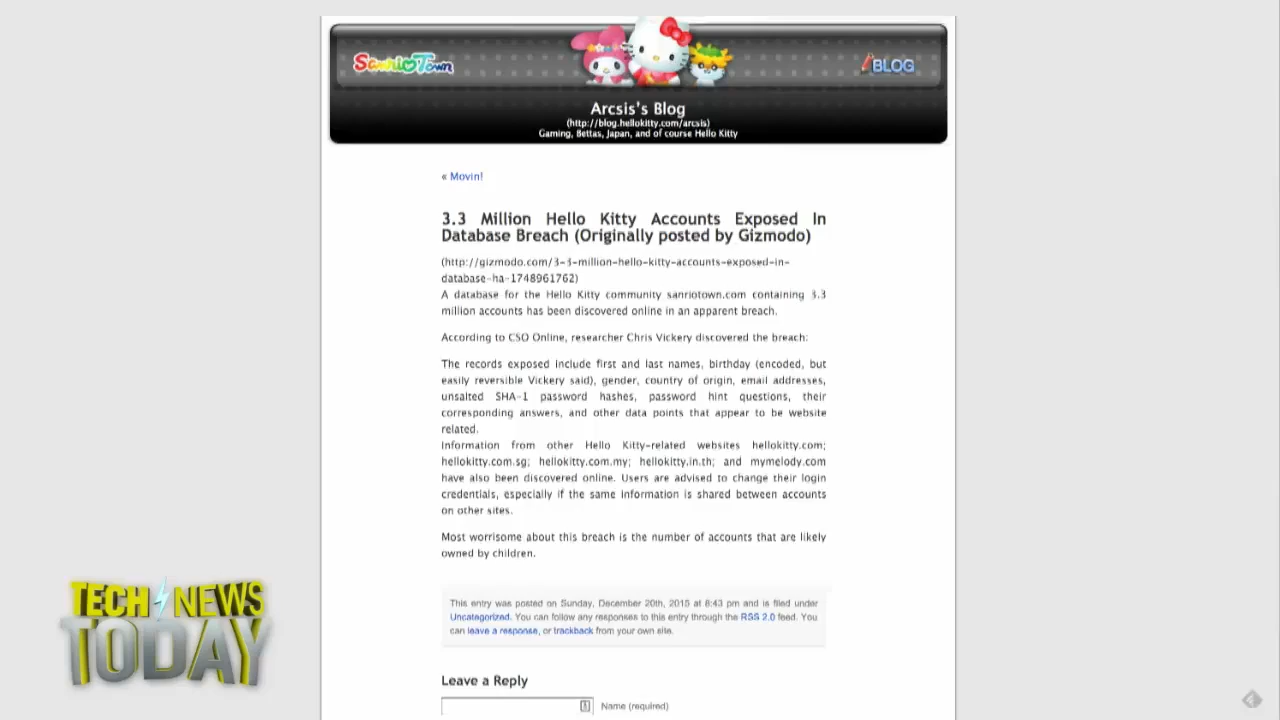 SanrioTown
BLOG
Arcsis's Blog
(http://blog.hellokitty.com/arcsis)
Gaming, Bettas, Japan, and of course Hello Kitty
« Movin!
3.3 Million Hello Kitty Accounts Exposed In
Database Breach (Originally posted by Gizmodo)
(http://gizmodo.com/3-3-million-hello-kitty-accounts-exposed-in-
database-ha-1748961762)
A database for the Hello Kitty community sanriotown.com containing 3.3
million accounts has been discovered online in an apparent breach.
According to CSO Online, researcher Chris Vickery discovered the breach:
The records exposed include first and last names, birthday (encoded, but
easily reversible Vickery said), gender, country of origin, email addresses,
unsalted SHA-1 password hashes, password hint questions, their
corresponding answers, and other data points that appear to be website
related.
Information from other Hello Kitty-related websites hellokitty.com;
hellokitty.com.sg; hellokitty.com.my; hellokitty.in.th; and mymelody.com
have also been discovered online. Users are advised to change their login
credentials, especially if the same information is shared between accounts
on other sites.
Most worrisome about this breach is the number of accounts that are likely
owned by children.
This entry was posted on Sunday, December 20th, 2015 at 8:43 pm and is filed under
Uncategorized. You can follow any responses to this entry through the RSS 2.0 feed. You
can leave a response, or trackback from your own site.
Leave a Reply
Name (required)
TECH NEWS
TODAY